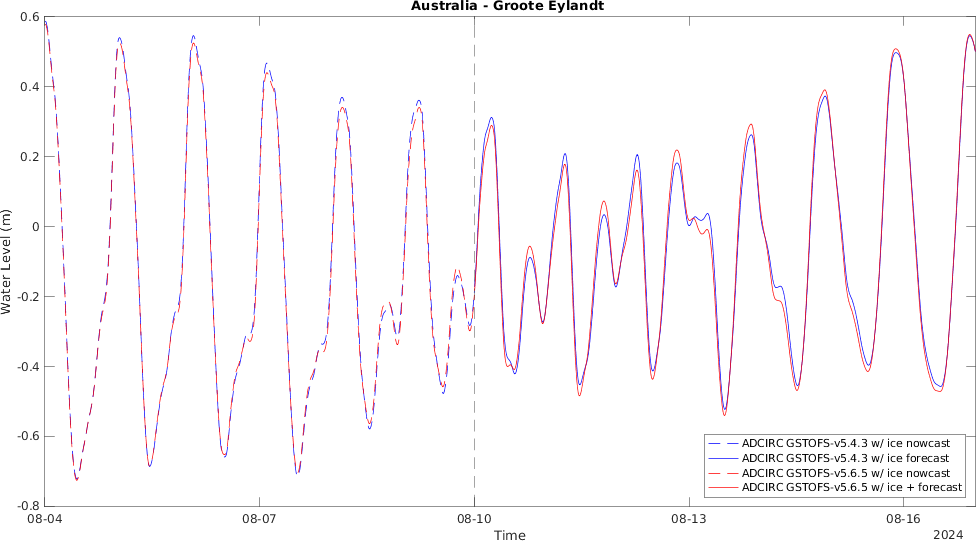 Australia - Groote Eylandt
0.6
0.4
0.2
0
-0.2
-0.4
-0.6
-0.8
Water Level (m)
ADCIRC GSTOFS-v5.4.3 w/ ice nowcast
ADCIRC GSTOFS-v5.4.3 w/ ice forecast
ADCIRC GSTOFS-v5.6.5 w/ ice nowcast
ADCIRC GSTOFS-v5.6.5 w/ ice + forecast
08-04 08-07 08-10 08-13 08-16
Time
2024